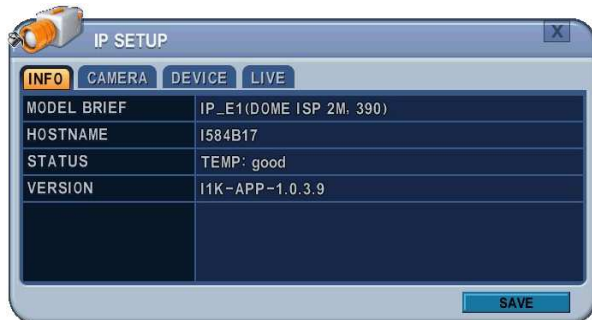 IP SETUP
X
INFO CAMERA DEVICE LIVE
MODEL BRIEF IP_E1(DOME ISP 2M, 390)
HOSTNAME I584B17
STATUS TEMP: good
VERSION I1K-APP-1.0.3.9
SAVE